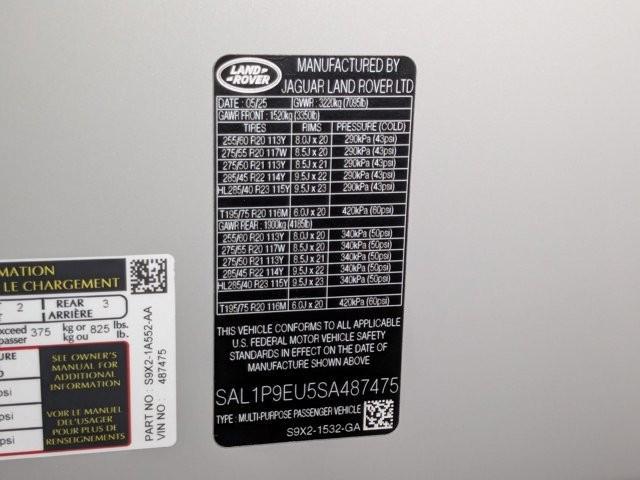 LAND ROVER
MANUFACTURED BY
JAGUAR LAND ROVER LTD
DATE : 05/25 GVWR: 3220kg (7095lb)
GAWR FRONT: 1520kg (3350lb)
TIRES RIMS PRESSURE (COLD)
255/60 R20 113Y 8.0J x 20 290kPa (43psi)
275/55 R20 117W 8.5J x 20 290kPa (43psi)
275/50 R21 113Y 8.5J x 21 290kPa (43psi)
285/45 R22 114Y 9.5J x 22 290kPa (43psi)
HL285/40 R23 115Y 9.5J x 23 290kPa (43psi)
T195/75 R20 116M 6.0J x 20 420kPa (60psi)
GAWR REAR: 1900kg (4185lb)
255/60 R20 113Y 8.0J x 20 340kPa (50psi)
275/55 R20 117W 8.5J x 20 340kPa (50psi)
275/50 R21 113Y 8.5J x 21 340kPa (50psi)
285/45 R22 114Y 9.5J x 22 340kPa (50psi)
HL285/40 R23 115Y 9.5J x 23 340kPa (50psi)
T195/75 R20 116M 6.0J x 20 420kPa (60psi)
THIS VEHICLE CONFORMS TO ALL APPLICABLE
U.S. FEDERAL MOTOR VEHICLE SAFETY
STANDARDS IN EFFECT ON THE DATE OF
MANUFACTURE SHOWN ABOVE
SAL1P9EU5SA487475
TYPE : MULTI-PURPOSE PASSENGER VEHICLE
S9X2-1532-GA
RMATION
LE CHARGEMENT
2 REAR 3
ARRIÈRE
xceed 375 kg or 825 lbs.
passer kg ou lb.
SEE OWNER'S
MANUAL FOR
ADDITIONAL
INFORMATION
VOIR LE MANUEL
DE L'USAGER
POUR PLUS DE
RENSEIGNEMENTS
psi
psi
psi
PART NO : S9X2-1A552-AA
VIN NO : 487475